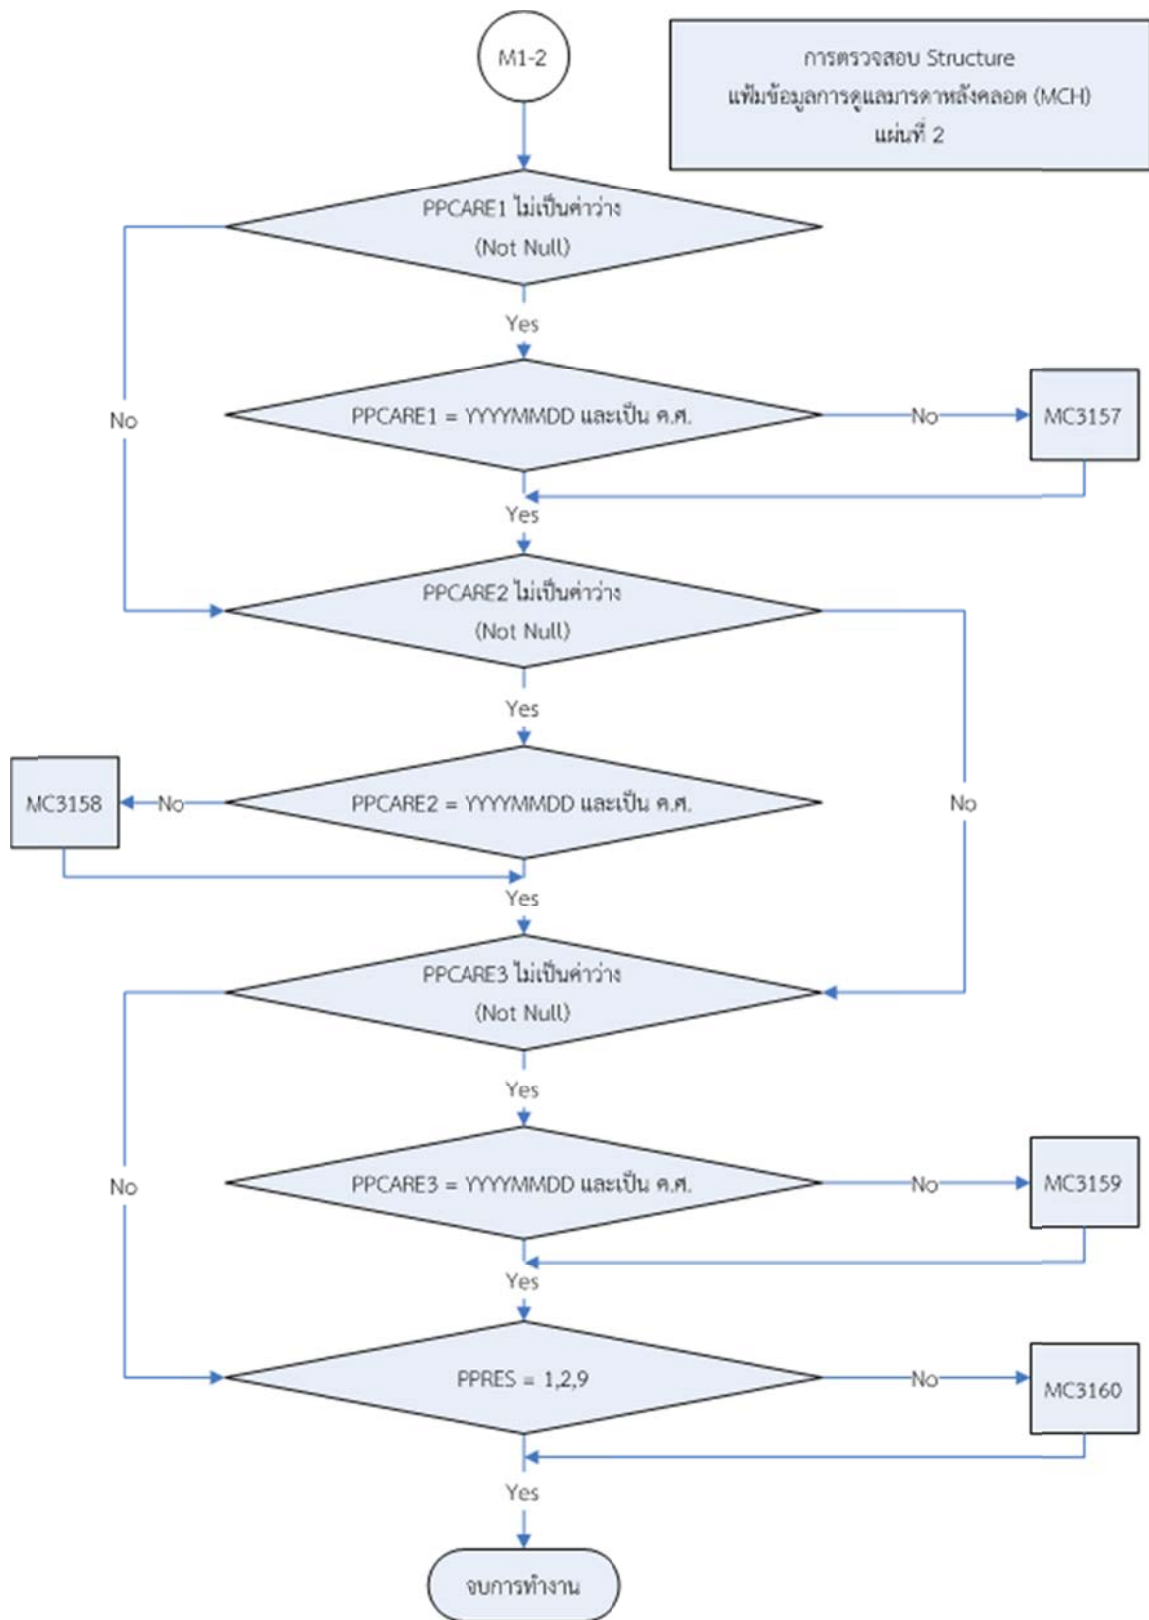 M1-2
การตรวจสอบ Structure
แฟ้มข้อมูลการดูแลมารดาหลังคลอด (MCH)
แผ่นที่ 2
PPCARE1 ไม่เป็นค่าว่าง
(Not Null)
Yes
No
PPCARE1 = YYYYMMDD และเป็น ค.ศ.
No
MC3157
Yes
PPCARE2 ไม่เป็นค่าว่าง
(Not Null)
Yes
MC3158
No
PPCARE2 = YYYYMMDD และเป็น ค.ศ.
No
Yes
PPCARE3 ไม่เป็นค่าว่าง
(Not Null)
Yes
No
PPCARE3 = YYYYMMDD และเป็น ค.ศ.
No
MC3159
Yes
PPRES = 1,2,9
No
MC3160
Yes
จบการทำงาน